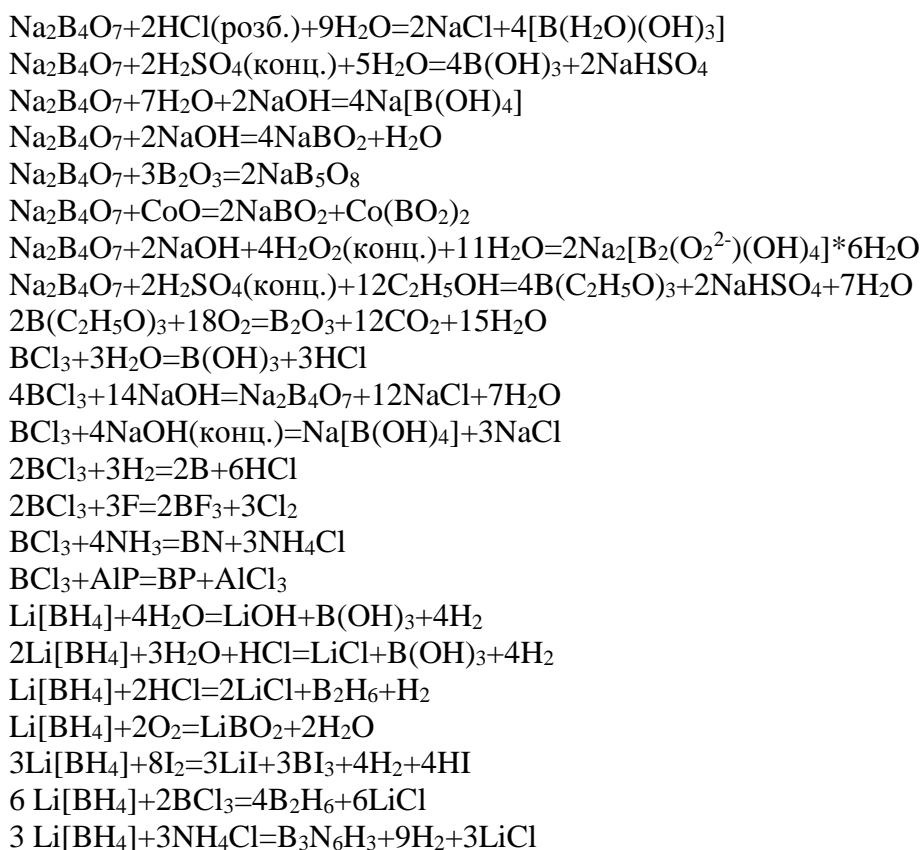 Na₂B₄O₇+2HCl(розб.)+9H₂O=2NaCl+4[B(H₂O)(OH)₃]
Na₂B₄O₇+2H₂SO₄(конц.)+5H₂O=4B(OH)₃+2NaHSO₄
Na₂B₄O₇+7H₂O+2NaOH=4Na[B(OH)₄]
Na₂B₄O₇+2NaOH=4NaBO₂+H₂O
Na₂B₄O₇+3B₂O₃=2NaB₅O₈
Na₂B₄O₇+CoO=2NaBO₂+Co(BO₂)₂
Na₂B₄O₇+2NaOH+4H₂O₂(конц.)+11H₂O=2Na₂[B₂(O₂²⁻)(OH)₄]*6H₂O
Na₂B₄O₇+2H₂SO₄(конц.)+12C₂H₅OH=4B(C₂H₅O)₃+2NaHSO₄+7H₂O
2B(C₂H₅O)₃+18O₂=B₂O₃+12CO₂+15H₂O
BCl₃+3H₂O=B(OH)₃+3HCl
4BCl₃+14NaOH=Na₂B₄O₇+12NaCl+7H₂O
BCl₃+4NaOH(конц.)=Na[B(OH)₄]+3NaCl
2BCl₃+3H₂=2B+6HCl
2BCl₃+3F=2BF₃+3Cl₂
BCl₃+4NH₃=BN+3NH₄Cl
BCl₃+AlP=BP+AlCl₃
Li[BH₄]+4H₂O=LiOH+B(OH)₃+4H₂
2Li[BH₄]+3H₂O+HCl=LiCl+B(OH)₃+4H₂
Li[BH₄]+2HCl=2LiCl+B₂H₆+H₂
Li[BH₄]+2O₂=LiBO₂+2H₂O
3Li[BH₄]+8I₂=3LiI+3BI₃+4H₂+4HI
6 Li[BH₄]+2BCl₃=4B₂H₆+6LiCl
3 Li[BH₄]+3NH₄Cl=B₃N₆H₃+9H₂+3LiCl